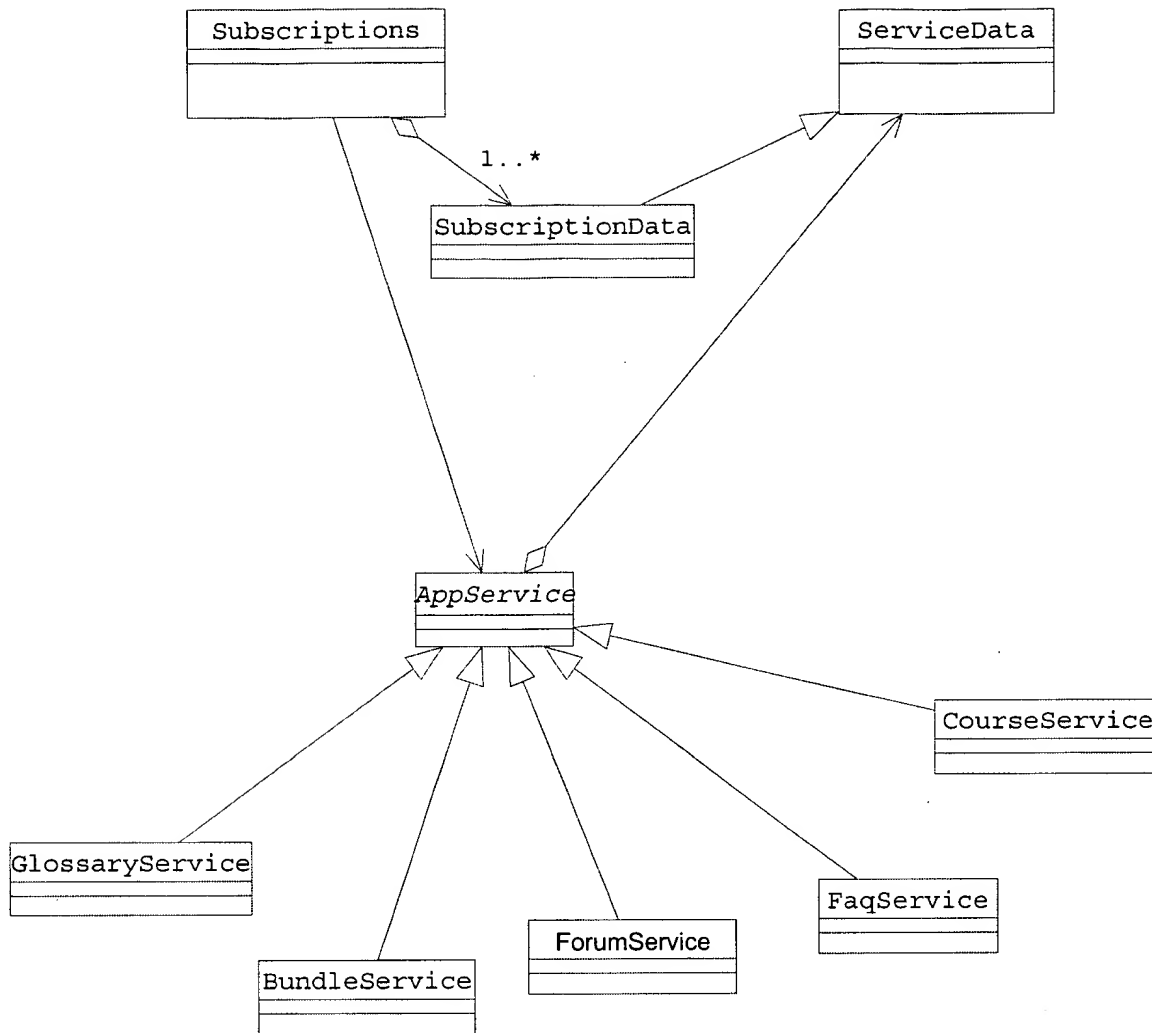 Subscriptions
ServiceData
1..*
SubscriptionData
AppService
CourseService
GlossaryService
FaqService
ForumService
BundleService